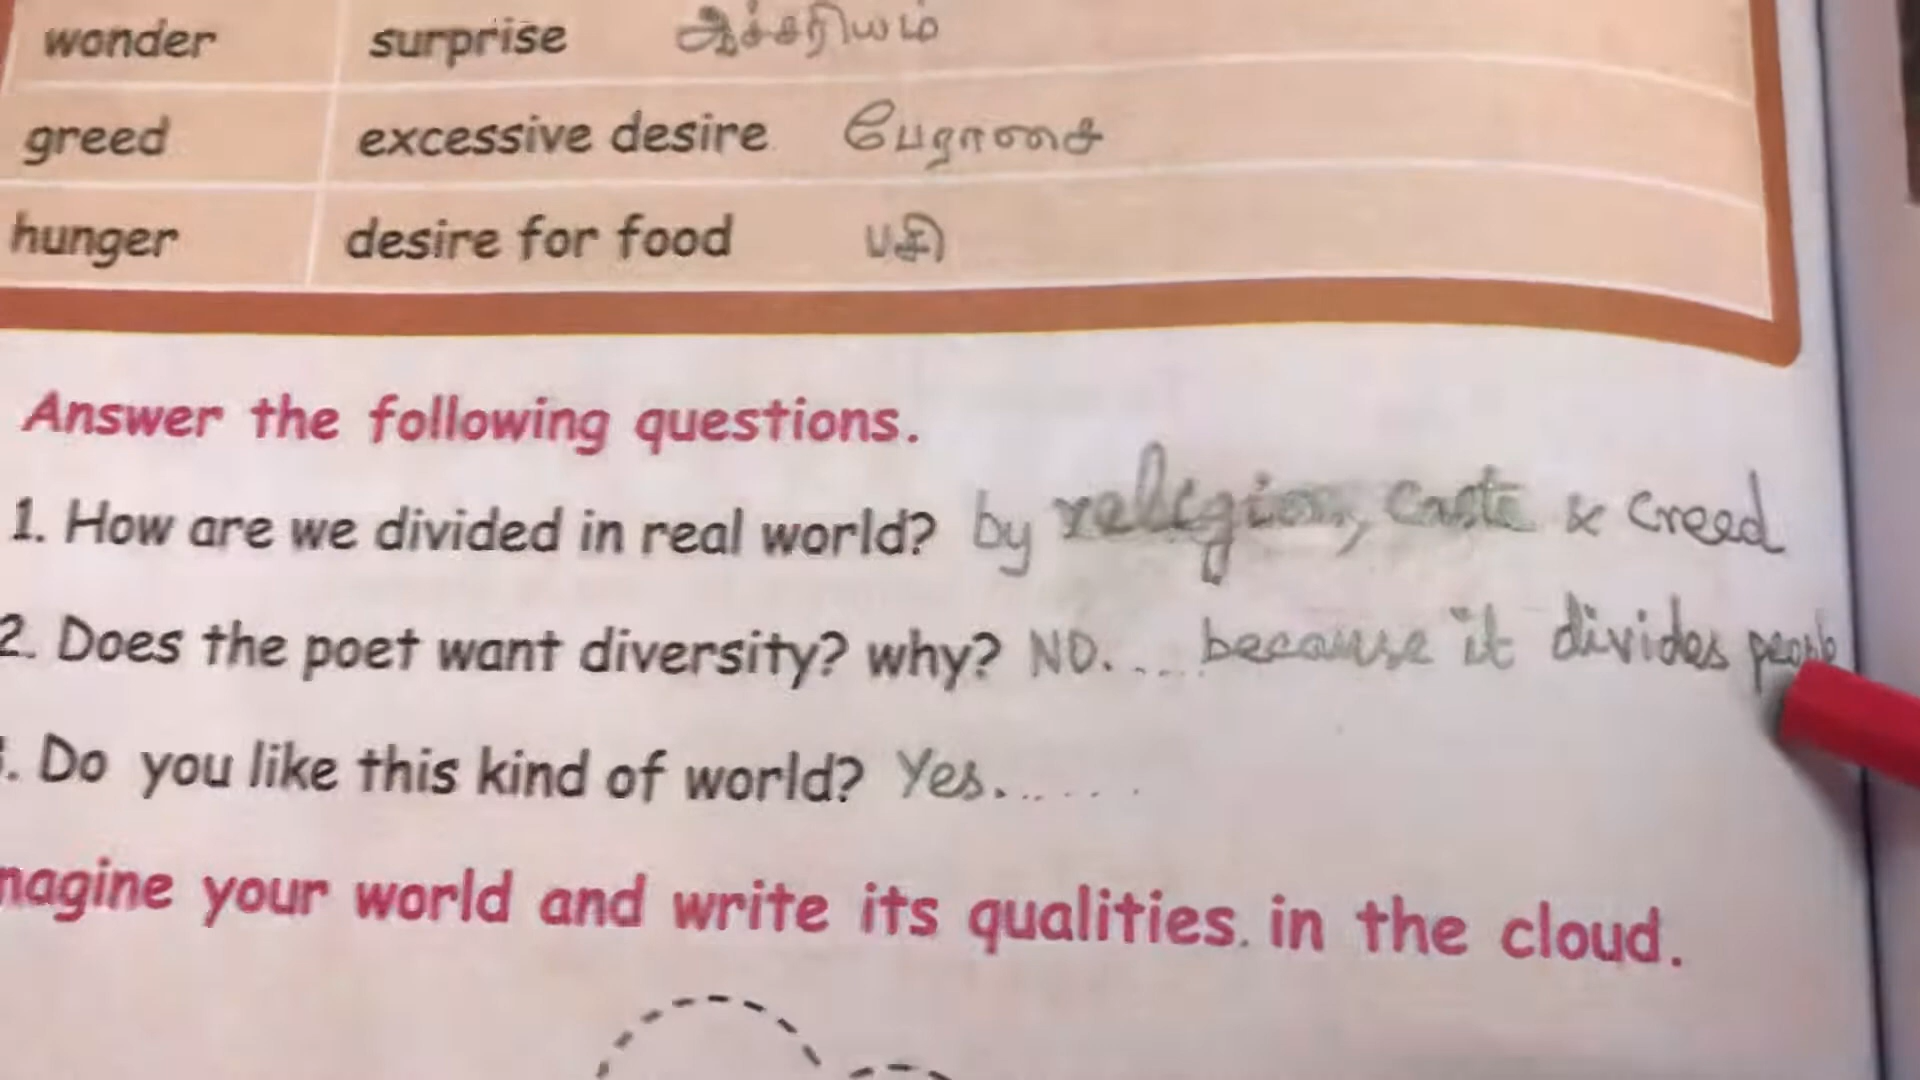 wonder surprise ஆச்சரியம்
greed excessive desire பேராசை
hunger desire for food பசி
Answer the following questions.
1. How are we divided in real world? by religion, caste & creed
2. Does the poet want diversity? why? NO.... because it divides people
. Do you like this kind of world? Yes......
magine your world and write its qualities. in the cloud.